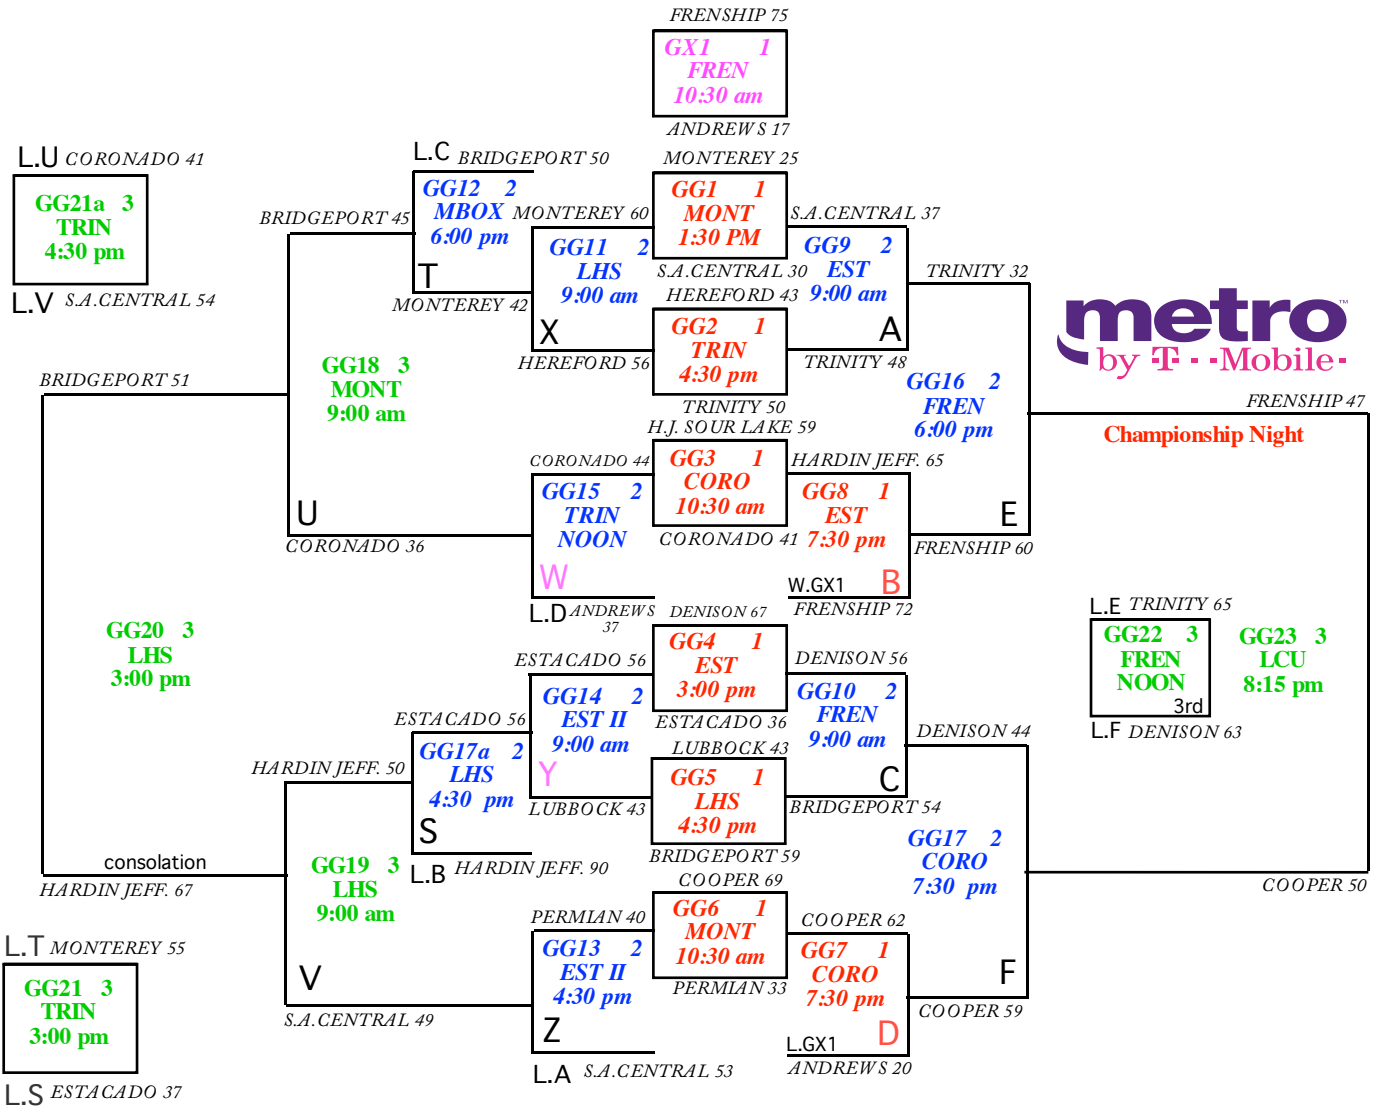 FRENSHIP 75
GX1 1
FREN
10:30 am
ANDREWS 17
L.U CORONADO 41
GG21a 3
TRIN
4:30 pm
L.V S.A.CENTRAL 54
L.C BRIDGEPORT 50
GG12 2
MBOX
6:00 pm
T
MONTEREY 42
BRIDGEPORT 45
MONTEREY 60
GG11 2
LHS
9:00 am
X
HEREFORD 56
MONTEREY 25
GG1 1
MONT
1:30 PM
S.A.CENTRAL 30
HEREFORD 43
GG2 1
TRIN
4:30 pm
TRINITY 50
S.A.CENTRAL 37
GG9 2
EST
9:00 am
A
TRINITY 48
TRINITY 32
metro™
by T-Mobile
GG16 2
FREN
6:00 pm
E
FRENSHIP 60
FRENSHIP 47
Championship Night
BRIDGEPORT 51
GG18 3
MONT
9:00 am
U
CORONADO 36
CORONADO 44
GG15 2
TRIN
NOON
W
L.D ANDREWS
37
H.J. SOUR LAKE 59
GG3 1
CORO
10:30 am
CORONADO 41
HARDIN JEFF. 65
GG8 1
EST
7:30 pm
W.GX1 B
FRENSHIP 72
GG20 3
LHS
3:00 pm
DENISON 67
GG4 1
EST
3:00 pm
ESTACADO 36
ESTACADO 56
GG14 2
EST II
9:00 am
Y
LUBBOCK 43
LUBBOCK 43
GG5 1
LHS
4:30 pm
BRIDGEPORT 59
DENISON 56
GG10 2
FREN
9:00 am
C
BRIDGEPORT 54
DENISON 44
L.E TRINITY 65
GG22 3
FREN
NOON
3rd
L.F DENISON 63
GG23 3
LCU
8:15 pm
ESTACADO 56
GG17a 2
LHS
4:30 pm
S
L.B HARDIN JEFF. 90
HARDIN JEFF. 50
GG19 3
LHS
9:00 am
V
S.A.CENTRAL 49
consolation
HARDIN JEFF. 67
GG17 2
CORO
7:30 pm
F
COOPER 59
COOPER 50
COOPER 69
GG6 1
MONT
10:30 am
PERMIAN 33
PERMIAN 40
GG13 2
EST II
4:30 pm
Z
L.A S.A.CENTRAL 53
COOPER 62
GG7 1
CORO
7:30 pm
L.GX1 D
ANDREWS 20
L.T MONTEREY 55
GG21 3
TRIN
3:00 pm
L.S ESTACADO 37